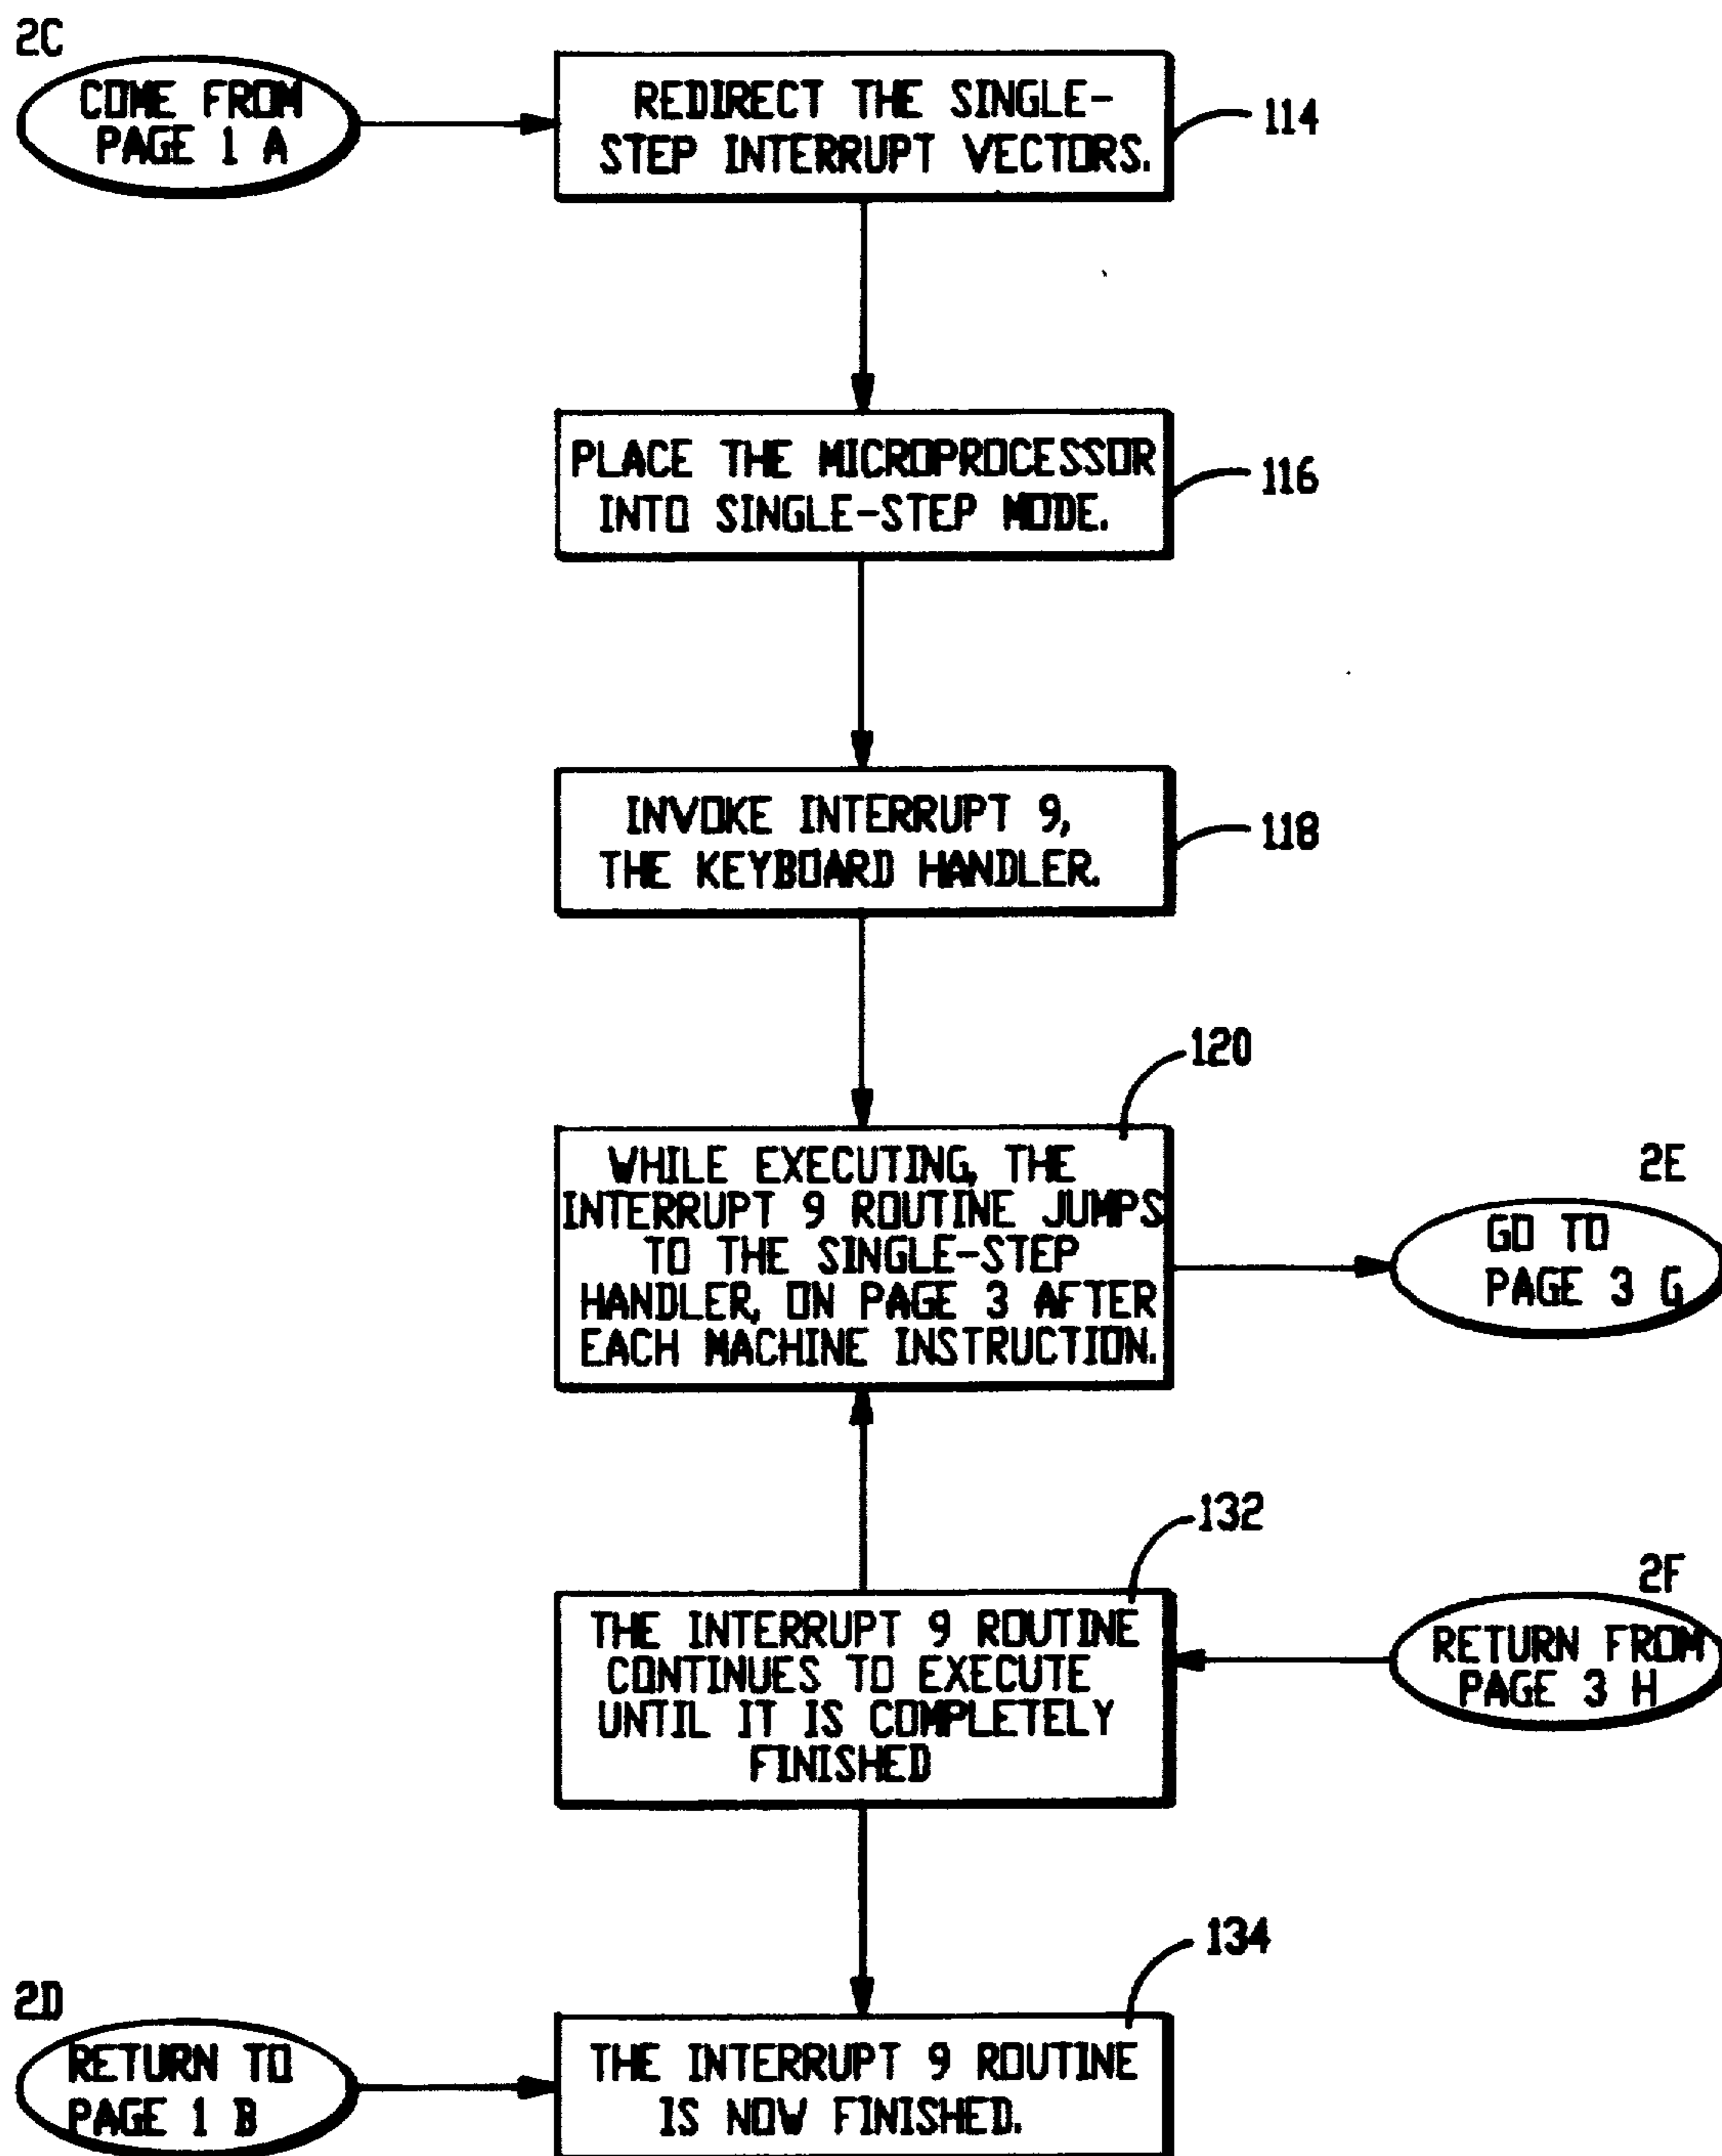 2C
COME FROM
PAGE 1 A
REDIRECT THE SINGLE-
STEP INTERRUPT VECTORS.
114
PLACE THE MICROPROCESSOR
INTO SINGLE-STEP MODE.
116
INVOKE INTERRUPT 9,
THE KEYBOARD HANDLER.
118
120
WHILE EXECUTING, THE
INTERRUPT 9 ROUTINE JUMPS
TO THE SINGLE-STEP
HANDLER, ON PAGE 3 AFTER
EACH MACHINE INSTRUCTION.
2E
GO TO
PAGE 3 G
132
THE INTERRUPT 9 ROUTINE
CONTINUES TO EXECUTE
UNTIL IT IS COMPLETELY
FINISHED
2F
RETURN FROM
PAGE 3 H
134
2D
RETURN TO
PAGE 1 B
THE INTERRUPT 9 ROUTINE
IS NOW FINISHED.